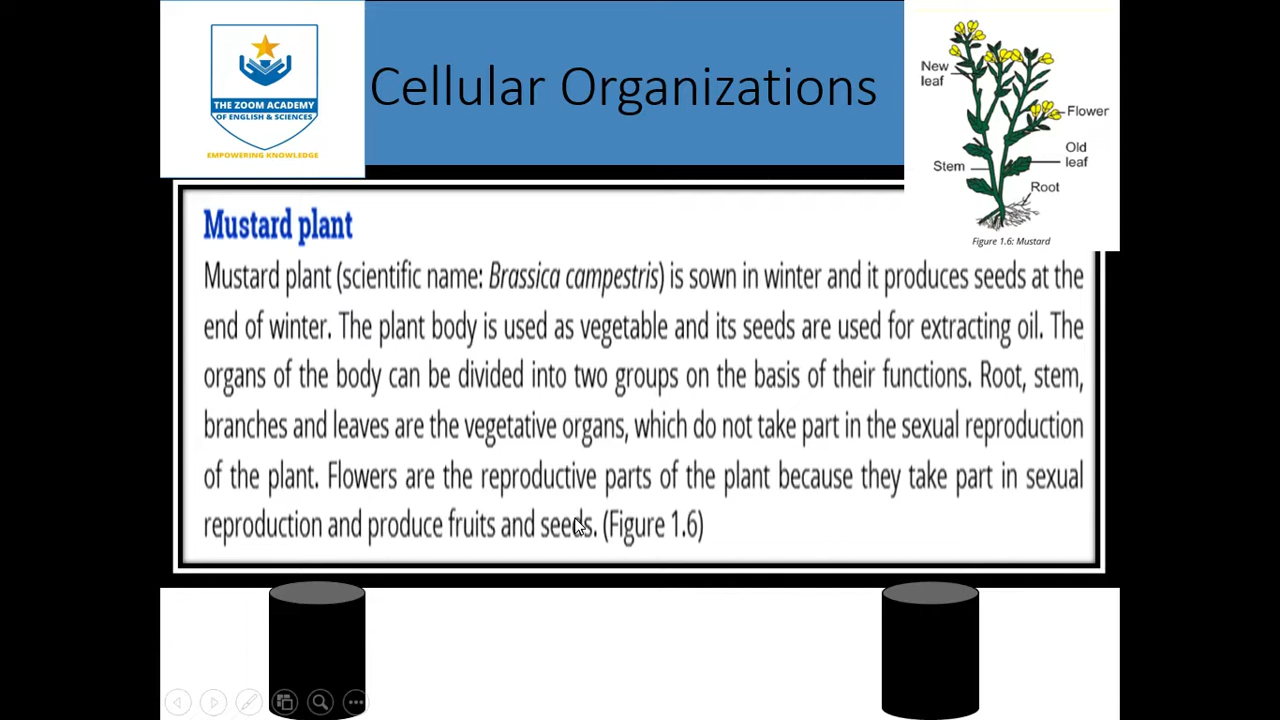 THE ZOOM ACADEMY
OF ENGLISH & SCIENCES
EMPOWERING KNOWLEDGE
Cellular Organizations
New
leaf
Flower
Old
leaf
Stem
Root
Figure 1.6: Mustard
Mustard plant
Mustard plant (scientific name: Brassica campestris) is sown in winter and it produces seeds at the
end of winter. The plant body is used as vegetable and its seeds are used for extracting oil. The
organs of the body can be divided into two groups on the basis of their functions. Root, stem,
branches and leaves are the vegetative organs, which do not take part in the sexual reproduction
of the plant. Flowers are the reproductive parts of the plant because they take part in sexual
reproduction and produce fruits and seeds. (Figure 1.6)